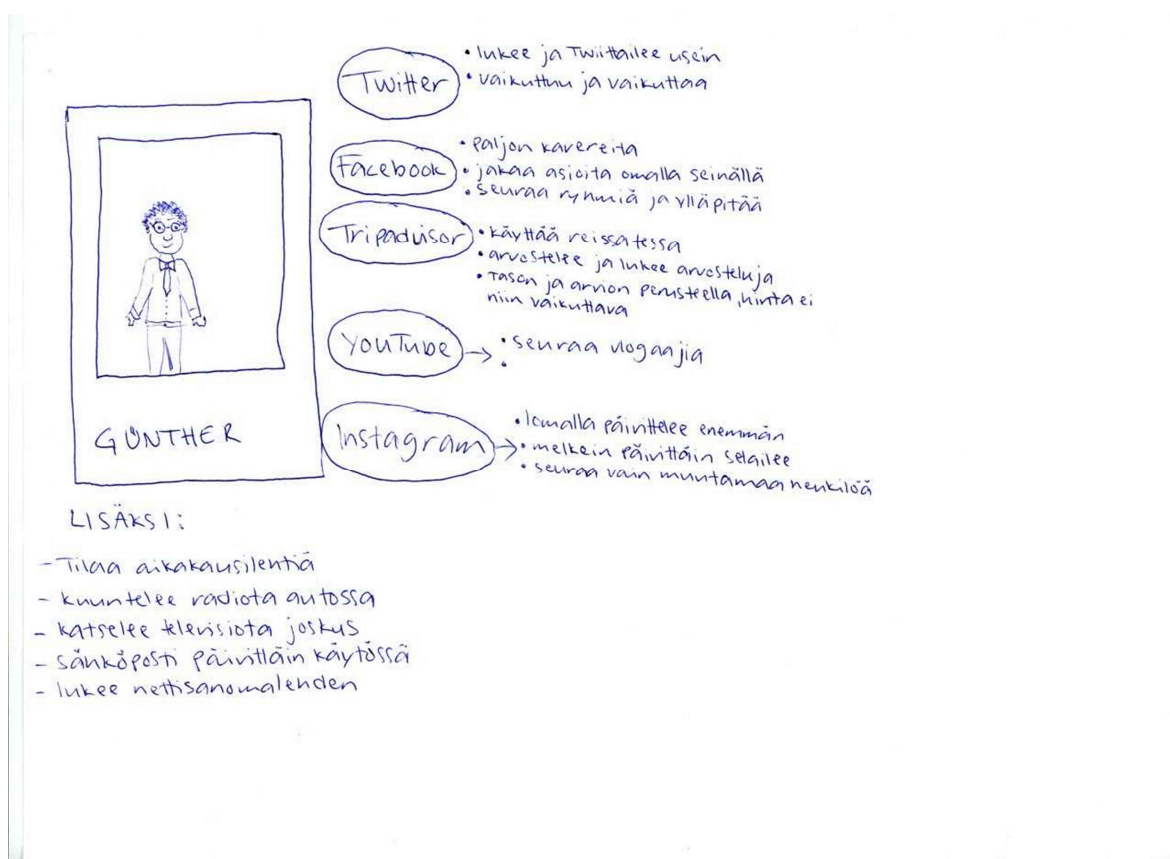 Twitter
• lukee ja Twiittailee usein
• vaikuttuu ja vaikuttaa
Facebook
• paljon kavereita
• jakaa asioita omalla seinällä
• seuraa ryhmiä ja ylläpitää
Tripadvisor
• käyttää reissatessa
• arvostelee ja lukee arvosteluja
• Tason ja arvion perusteella, hinta ei
niin vaikuttava
YouTube →
• seuraa vlogaajia
•
Instagram →
• lomalla päivittelee enemmän
• melkein päivittäin selailee
• seuraa vain muutamaa henkilöä
GÜNTHER
LISÄKSI:
- Tilaa aikakauslehtiä
- kuuntelee radiota autossa
- katselee televisiota joskus
- sähköposti päivittäin käytössä
- lukee nettisanomalehden